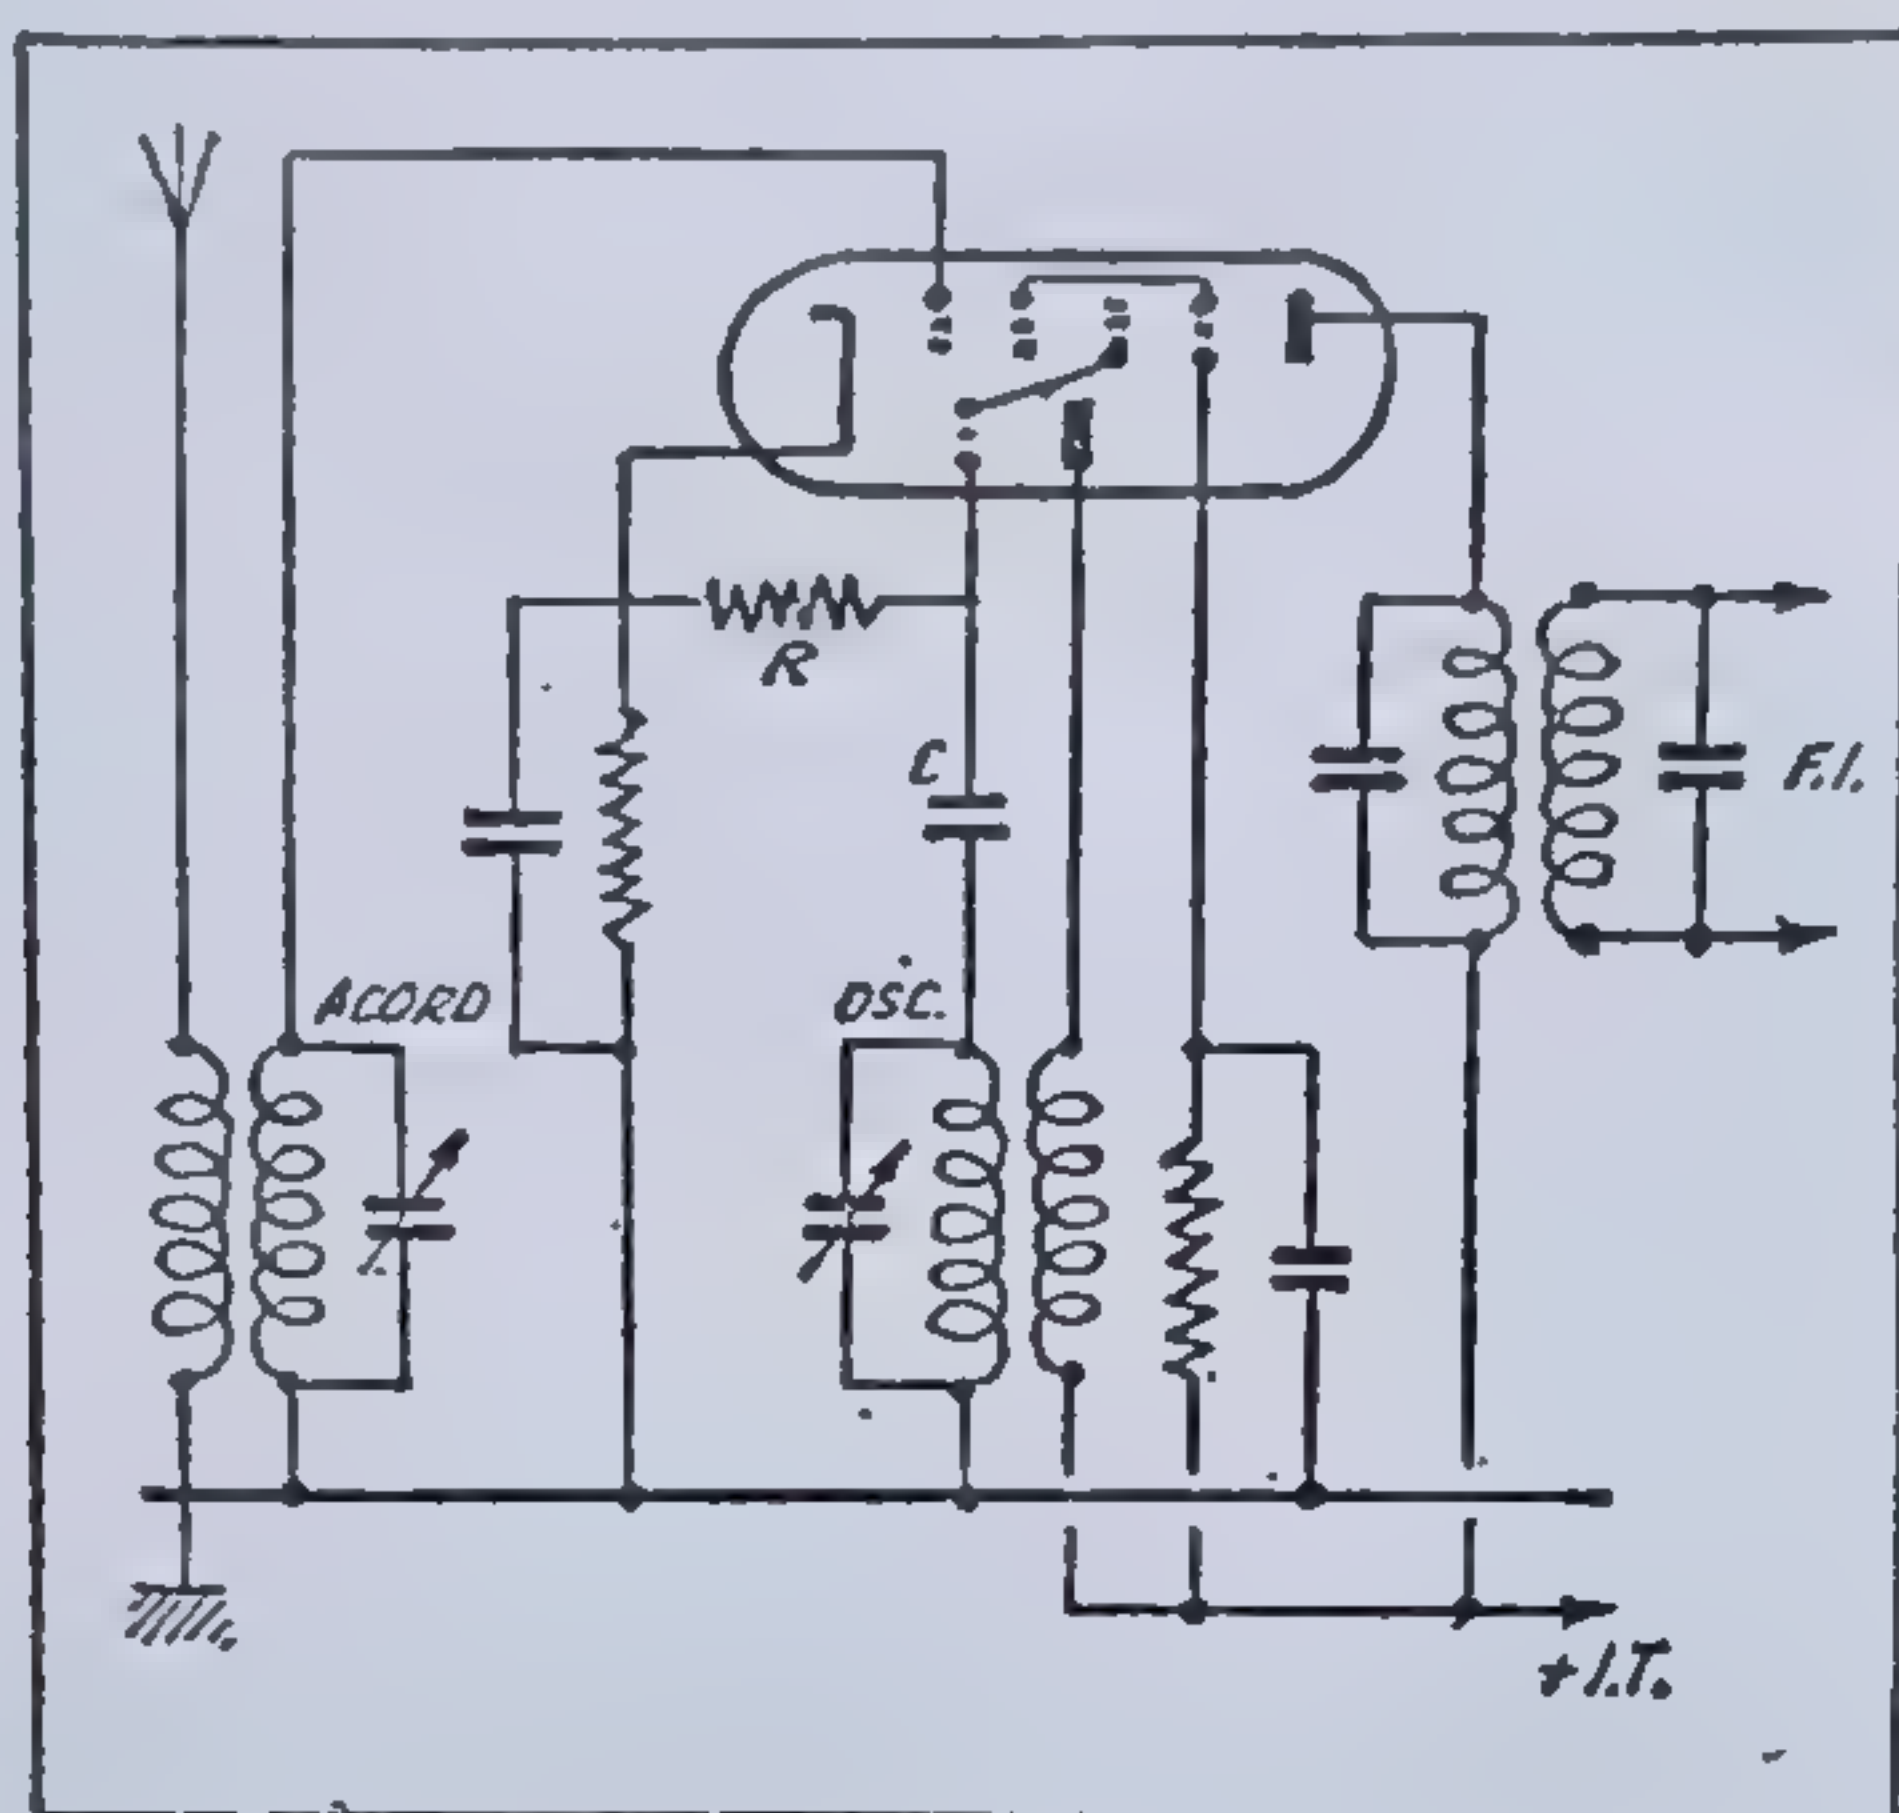 R
C
F.I.
ACORD
OSC.
+ I.T.